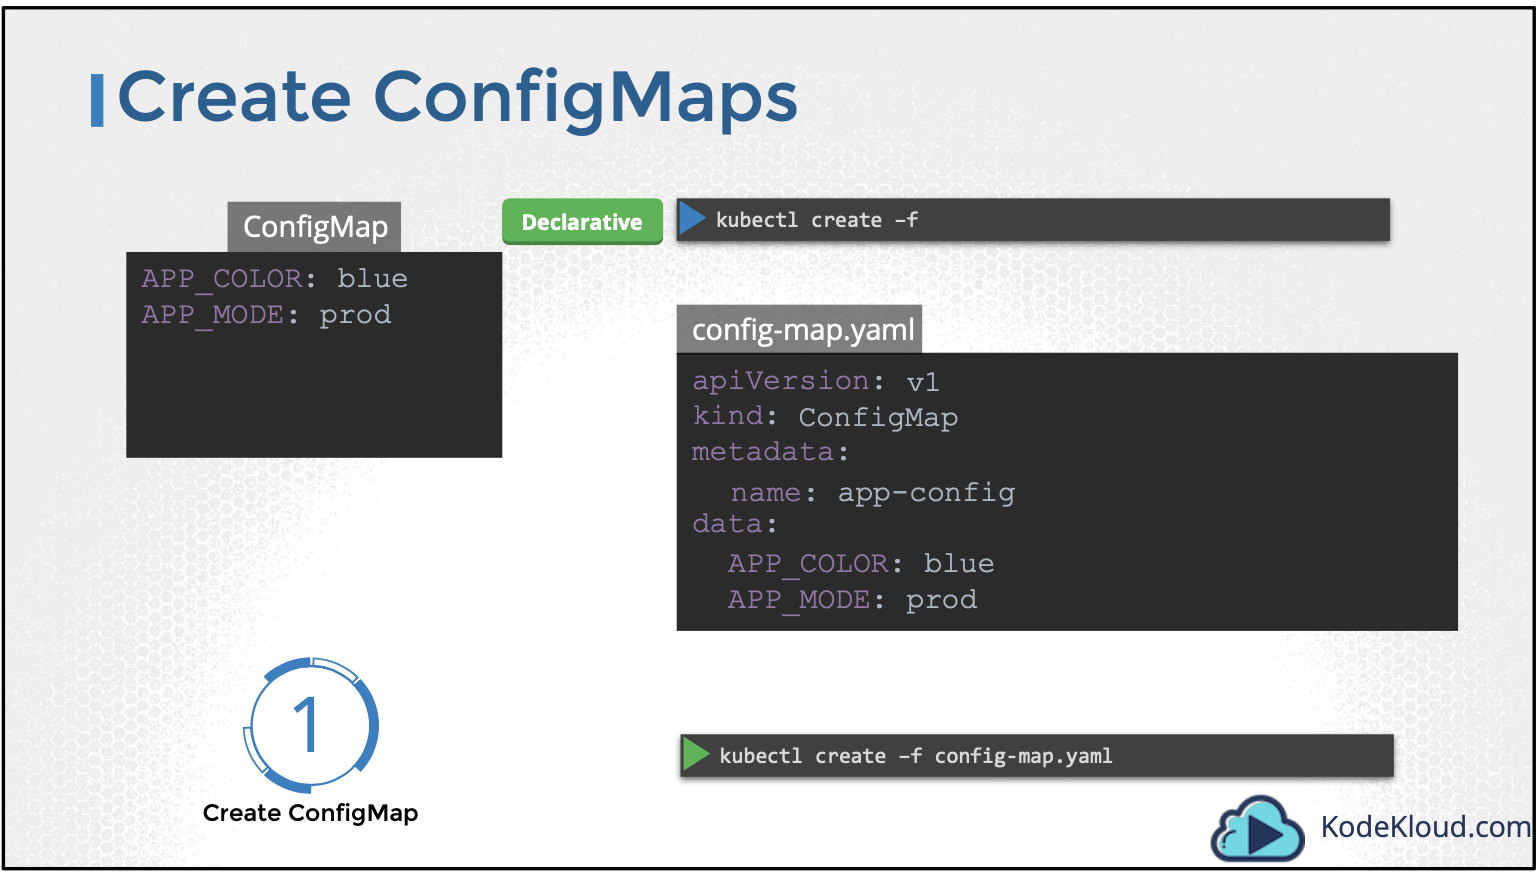 Create ConfigMaps
ConfigMap
APP_COLOR: blue
APP_MODE: prod
Declarative
kubectl create –f
config-map.yaml
apiVersion: v1
kind: ConfigMap
metadata:
  name: app-config
data:
  APP_COLOR: blue
  APP_MODE: prod
1
Create ConfigMap
kubectl create –f config-map.yaml
KodeKloud.com